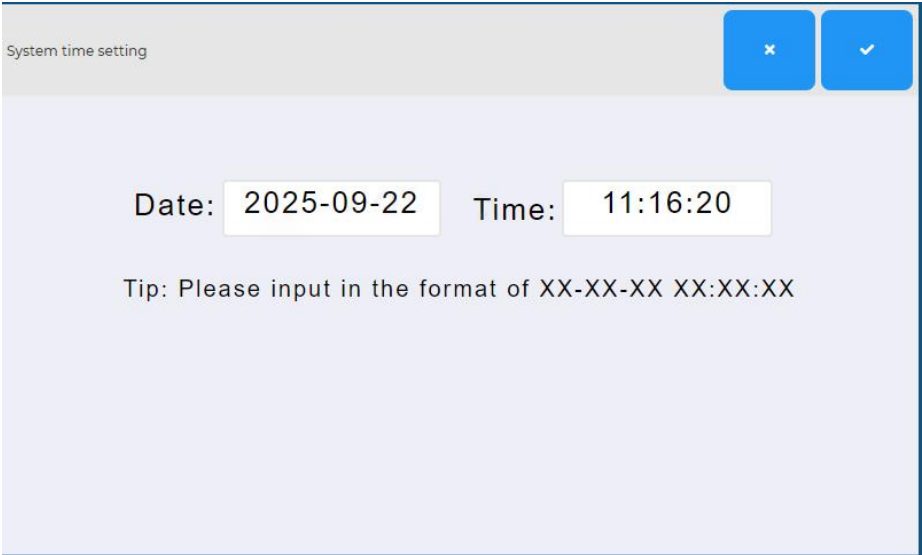 System time setting
Date: 2025-09-22 Time: 11:16:20
Tip: Please input in the format of XX-XX-XX XX:XX:XX